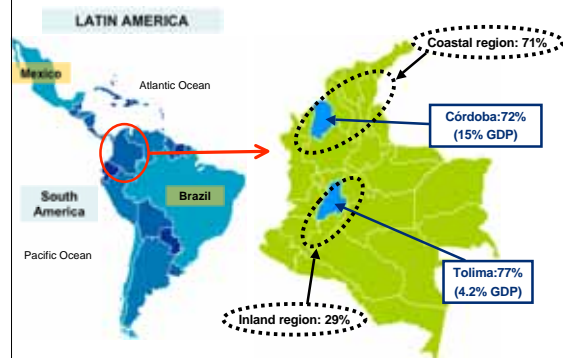 LATIN AMERICA
Mexico
Atlantic Ocean
South
America
Brazil
Pacific Ocean
Coastal region: 71%
Córdoba:72%
(15% GDP)
Tolima:77%
(4.2% GDP)
Inland region: 29%